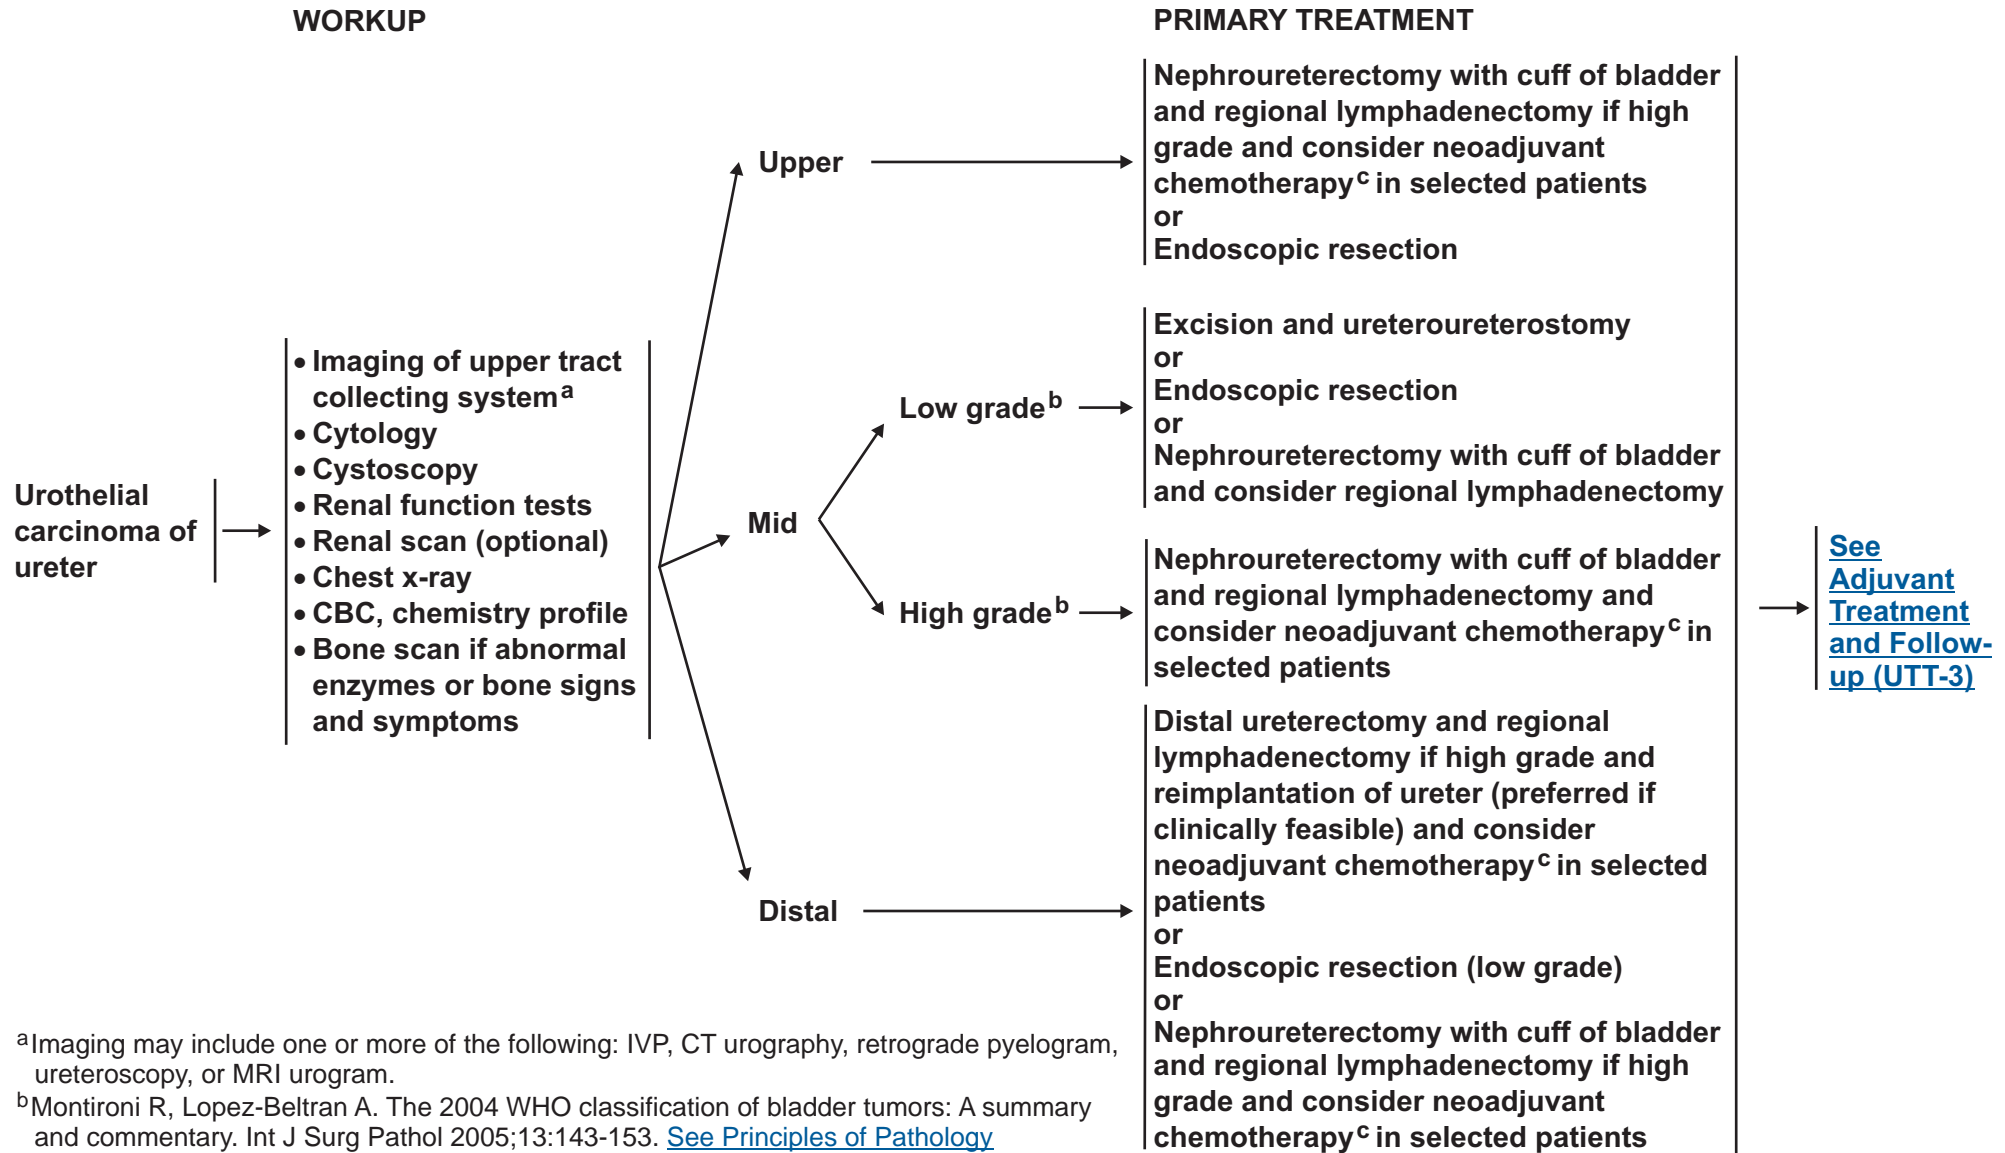 WORKUP
PRIMARY TREATMENT
Urothelial
carcinoma of
ureter
• Imaging of upper tract
collecting system a
• Cytology
• Cystoscopy
• Renal function tests
• Renal scan (optional)
• Chest x-ray
• CBC, chemistry profile
• Bone scan if abnormal
enzymes or bone signs
and symptoms
Upper
Nephroureterectomy with cuff of bladder
and regional lymphadenectomy if high
grade and consider neoadjuvant
chemotherapy c in selected patients
or
Endoscopic resection
Mid
Low grade b
Excision and ureteroureterostomy
or
Endoscopic resection
or
Nephroureterectomy with cuff of bladder
and consider regional lymphadenectomy
High grade b
Nephroureterectomy with cuff of bladder
and regional lymphadenectomy and
consider neoadjuvant chemotherapy c in
selected patients
Distal
Distal ureterectomy and regional
lymphadenectomy if high grade and
reimplantation of ureter (preferred if
clinically feasible) and consider
neoadjuvant chemotherapy c in selected
patients
or
Endoscopic resection (low grade)
or
Nephroureterectomy with cuff of bladder
and regional lymphadenectomy if high
grade and consider neoadjuvant
chemotherapy c in selected patients
See
Adjuvant
Treatment
and Follow-
up (UTT-3)
a Imaging may include one or more of the following: IVP, CT urography, retrograde pyelogram,
ureteroscopy, or MRI urogram.
b Montironi R, Lopez-Beltran A. The 2004 WHO classification of bladder tumors: A summary
and commentary. Int J Surg Pathol 2005;13:143-153. See Principles of Pathology